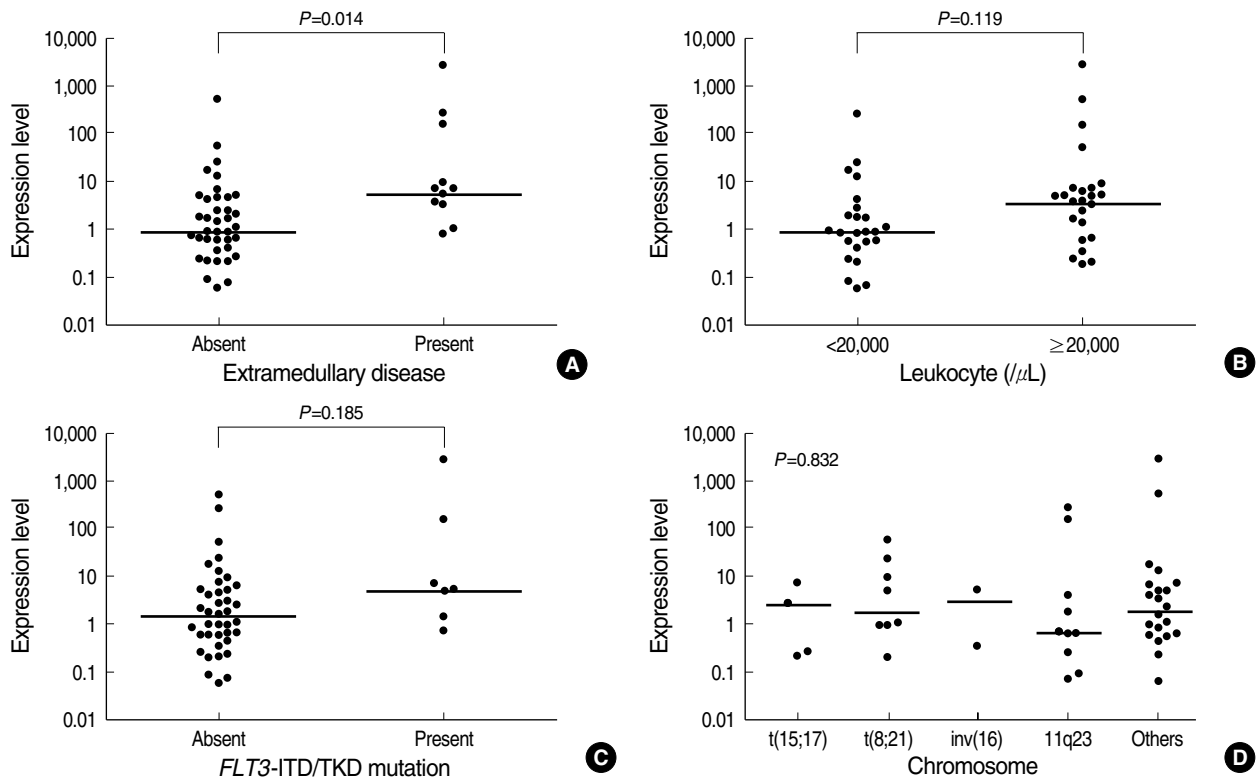 P=0.014
10,000
1,000
100
10
1
0.1
0.01
Expression level
Absent Present
Extramedullary disease
A
P=0.119
10,000
1,000
100
10
1
0.1
0.01
Expression level
<20,000 ≥20,000
Leukocyte (/μL)
B
P=0.185
10,000
1,000
100
10
1
0.1
0.01
Expression level
Absent Present
FLT3-ITD/TKD mutation
C
P=0.832
10,000
1,000
100
10
1
0.1
0.01
Expression level
t(15;17) t(8;21) inv(16) 11q23 Others
Chromosome
D